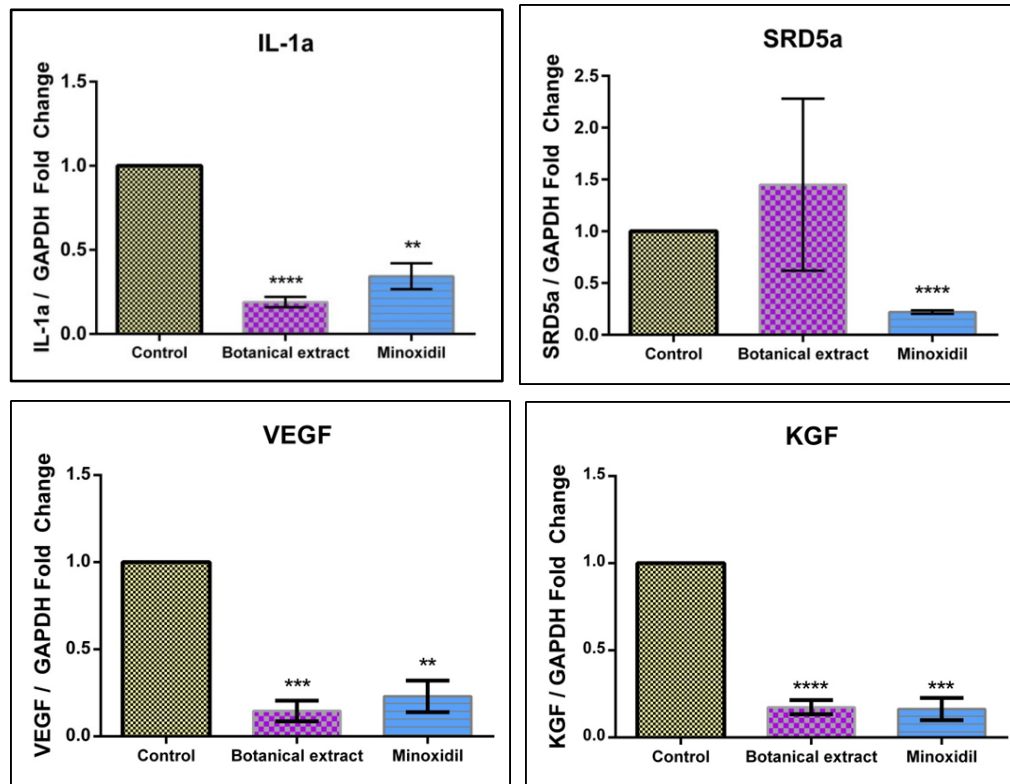 IL-1a
IL-1a / GAPDH Fold Change
1.5
1.0
0.5
0.0
****
**
Control Botanical extract Minoxidil
SRD5a
SRD5a / GAPDH Fold Change
2.5
2.0
1.5
1.0
0.5
0.0
****
Control Botanical extract Minoxidil
VEGF
VEGF / GAPDH Fold Change
1.5
1.0
0.5
0.0
***
**
Control Botanical extract Minoxidil
KGF
KGF / GAPDH Fold Change
1.5
1.0
0.5
0.0
****
***
Control Botanical extract Minoxidil